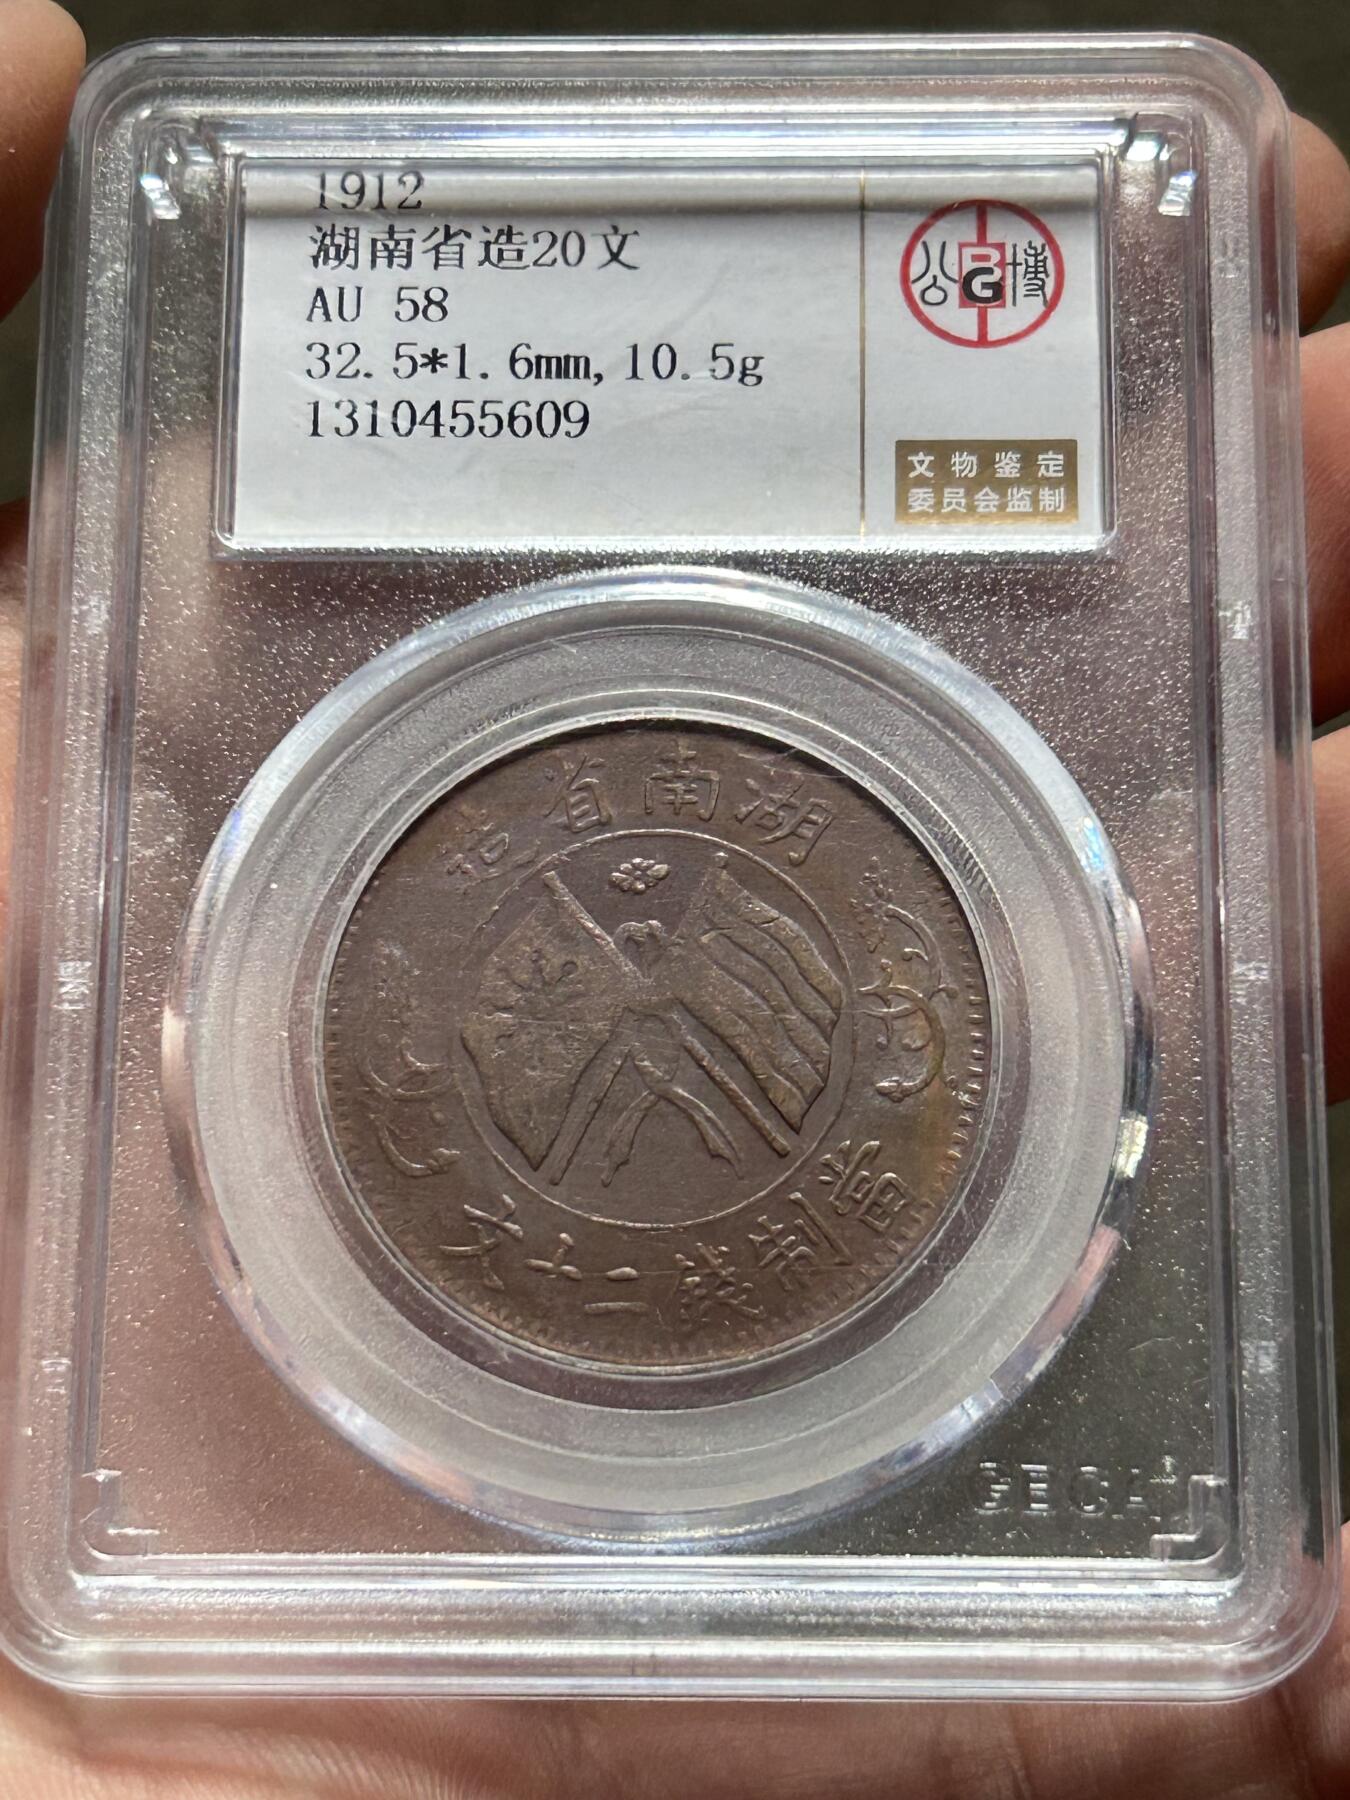 1912
湖南省造20文
AU 58
32.5*1.6mm,10.5g
1310455609
公 BG 博
文物鉴定
委员会监制
湖南省造
當制錢二十文
GBCA